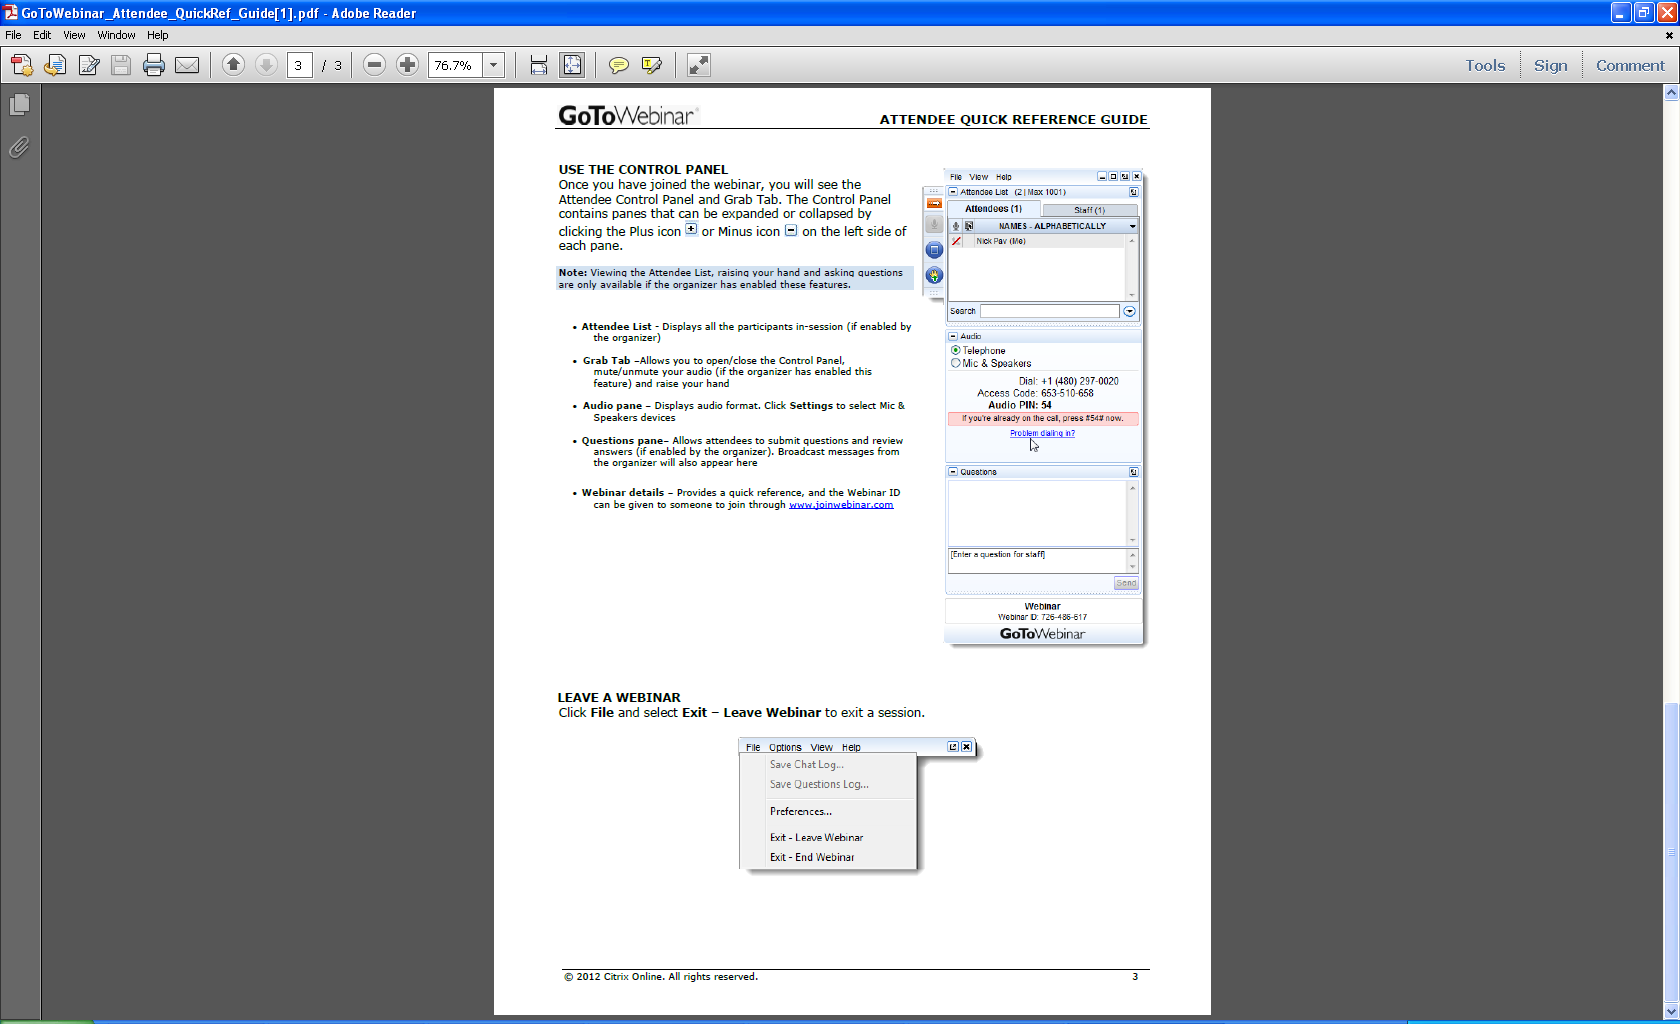 GoToWebinar_Attendee_QuickRef_Guide[1].pdf - Adobe Reader
File Edit View Window Help
3 / 3 76.7% Tools Sign Comment
GoToWebinar
ATTENDEE QUICK REFERENCE GUIDE
USE THE CONTROL PANEL
Once you have joined the webinar, you will see the
Attendee Control Panel and Grab Tab. The Control Panel
contains panes that can be expanded or collapsed by
clicking the Plus icon or Minus icon on the left side of
each pane.
Note: Viewing the Attendee List, raising your hand and asking questions
are only available if the organizer has enabled these features.
• Attendee List - Displays all the participants in-session (if enabled by
the organizer)
• Grab Tab –Allows you to open/close the Control Panel,
mute/unmute your audio (if the organizer has enabled this
feature) and raise your hand
• Audio pane – Displays audio format. Click Settings to select Mic &
Speakers devices
• Questions pane– Allows attendees to submit questions and review
answers (if enabled by the organizer). Broadcast messages from
the organizer will also appear here
• Webinar details – Provides a quick reference, and the Webinar ID
can be given to someone to join through www.joinwebinar.com
File View Help
Attendee List (2 | Max 1001)
Attendees (1) Staff (1)
NAMES - ALPHABETICALLY
Nick Pav (Me)
Search
Audio
Telephone
Mic & Speakers
Dial: +1 (480) 297-0020
Access Code: 653-510-658
Audio PIN: 54
If you're already on the call, press #54# now.
Problem dialing in?
Questions
[Enter a question for staff]
Send
Webinar
Webinar ID: 726-486-617
GoToWebinar
LEAVE A WEBINAR
Click File and select Exit – Leave Webinar to exit a session.
File Options View Help
Save Chat Log...
Save Questions Log...
Preferences...
Exit - Leave Webinar
Exit - End Webinar
© 2012 Citrix Online. All rights reserved.
3